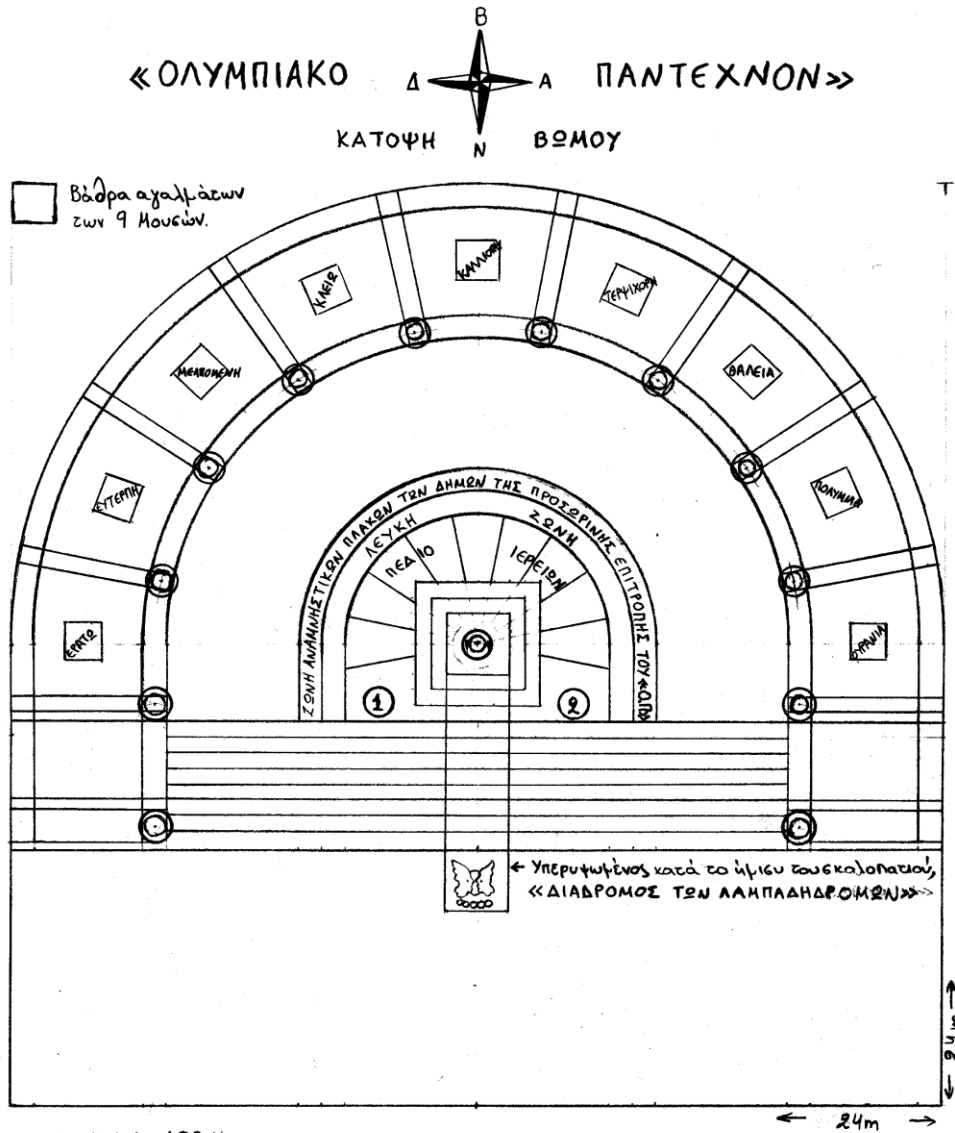 Β
«ΟΛΥΜΠΙΑΚΟ ΠΑΝΤΕΧΝΟΝ»
Δ Α
ΚΑΤΟΨΗ ΒΩΜΟΥ
Ν
Βάθρα αγαλμάτων
των 9 Μουσών.
ΚΑΛΛΙΟΠΗ
ΚΛΕΙΩ
ΤΕΡΨΙΧΟΡΗ
ΜΕΛΠΟΜΕΝΗ
ΘΑΛΕΙΑ
ΕΥΤΕΡΠΗ
ΠΟΛΥΜΝΙΑ
ΕΡΑΤΩ
ΟΥΡΑΝΙΑ
ΖΩΝΗ ΑΝΑΜΝΗΣΤΙΚΩΝ ΠΛΑΚΩΝ ΤΩΝ ΔΗΜΩΝ ΤΗΣ ΠΡΟΣΩΡΙΝΗΣ ΕΠΙΤΡΟΠΗΣ ΤΟΥ «Ο.Π»
ΛΕΥΚΗ ΖΩΝΗ
ΠΕΔΙΟ ΙΕΡΕΙΩΝ
1 2
← Υπερυψωμένος κατά το ήμισυ του σκαλοπατιού,
«ΔΙΑΔΡΟΜΟΣ ΤΩΝ ΛΑΜΠΑΔΗΔΡΟΜΩΝ»
24m
24m